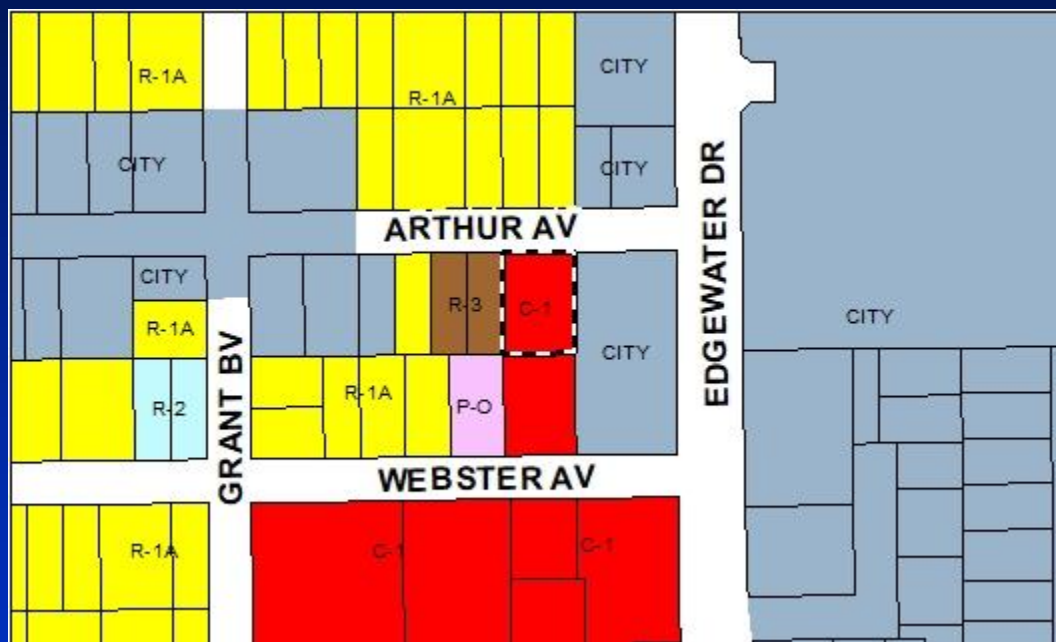 CITY
R-1A
R-1A
CITY
CITY
ARTHUR AV
EDGEWATER DR
CITY
R-3
C-1
CITY
R-1A
CITY
GRANT BV
R-1A
R-2
P-O
WEBSTER AV
R-1A
C-1
C-1